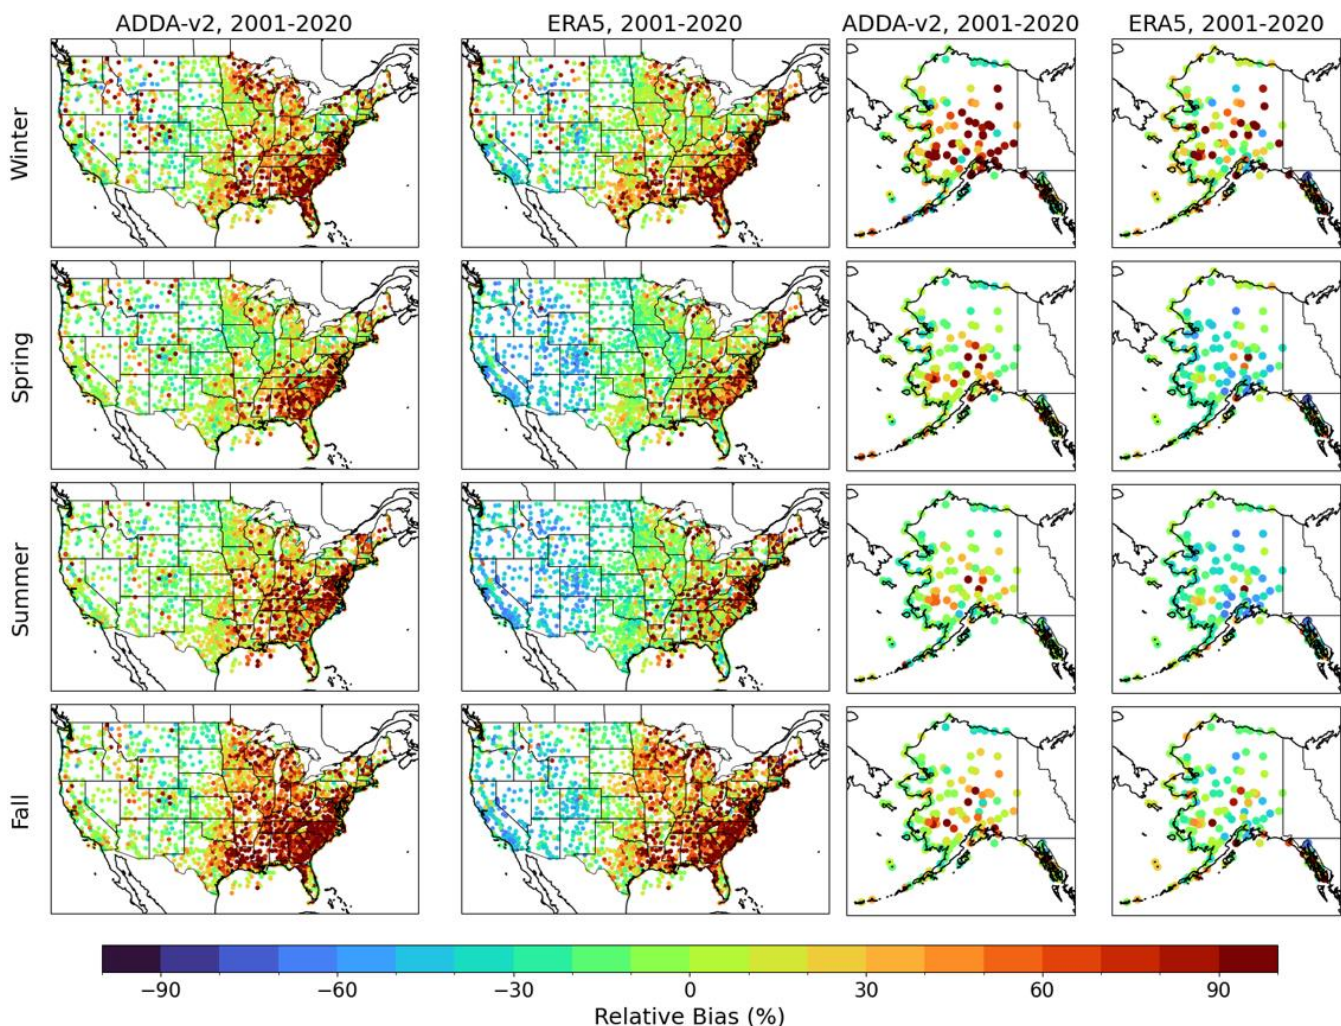 ADDA-v2, 2001-2020
ERA5, 2001-2020
ADDA-v2, 2001-2020
ERA5, 2001-2020
Winter
Spring
Summer
Fall
−90
−60
−30
0
30
60
90
Relative Bias (%)